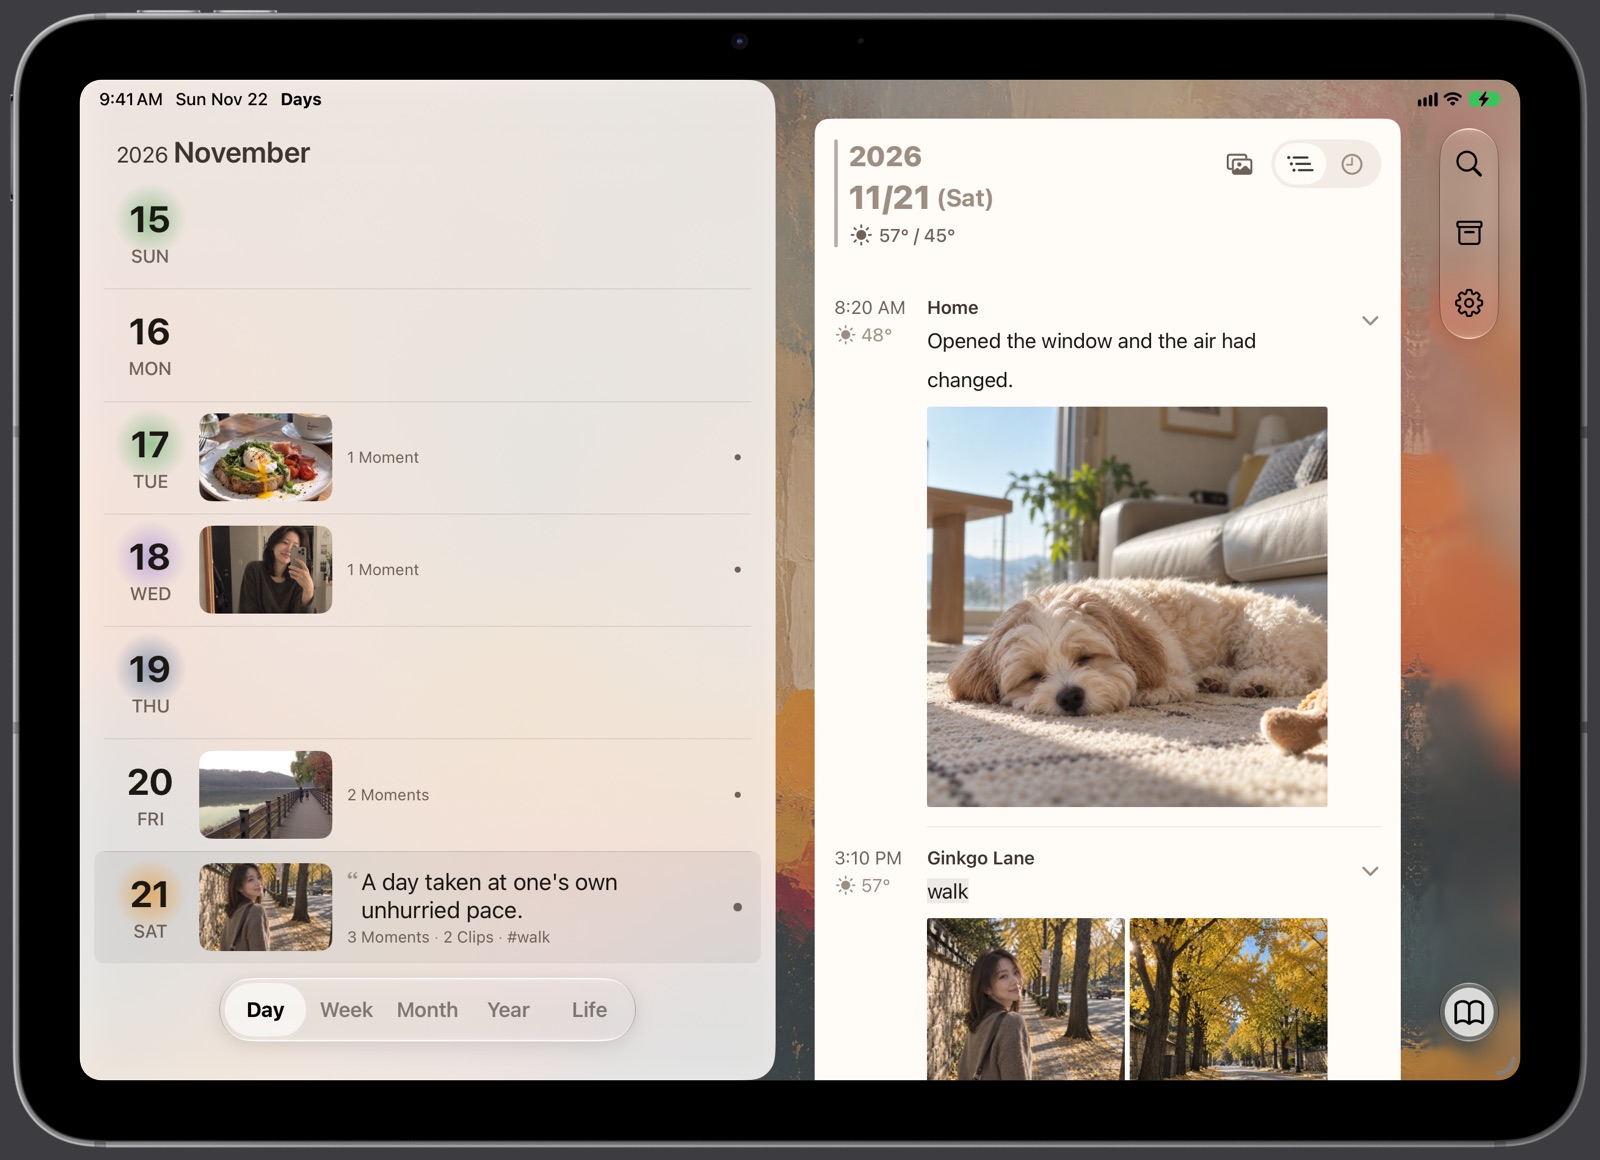 9:41 AM Sun Nov 22 Days
2026 November
15
SUN
16
MON
17
TUE
1 Moment
18
WED
1 Moment
19
THU
20
FRI
2 Moments
21
SAT
“ A day taken at one's own
unhurried pace.
3 Moments · 2 Clips · #walk
Day Week Month Year Life
2026
11/21 (Sat)
57° / 45°
8:20 AM
48°
Home
Opened the window and the air had
changed.
3:10 PM
57°
Ginkgo Lane
walk